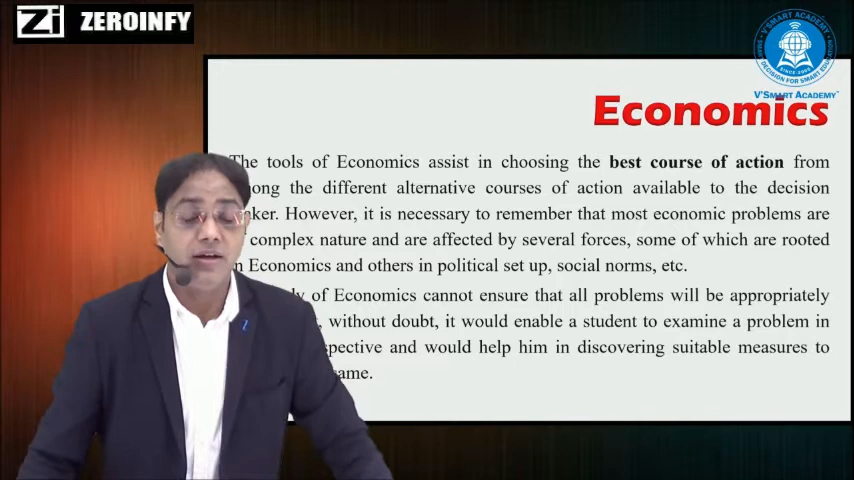 Zi ZEROINFY
V'SMART ACADEMY
SINCE-2005
DECISION FOR SMART
V'SMART ACADEMY
Economics
The tools of Economics assist in choosing the best course of action from
among the different alternative courses of action available to the decision
However, it is necessary to remember that most economic problems are
complex nature and are affected by several forces, some of which are rooted
in Economics and others in political set up, social norms, etc.
of Economics cannot ensure that all problems will be appropriately
, without doubt, it would enable a student to examine a problem in
and would help him in discovering suitable measures to
same.